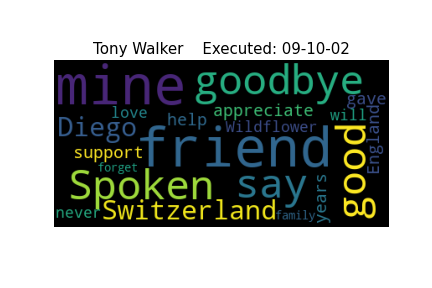 Tony Walker    Executed: 09-10-02
mine
goodbye
gave
love
appreciate
will
Diego
help
Wildflower
England
friend
support
forget
good
Spoken
say
years
never
Switzerland
family